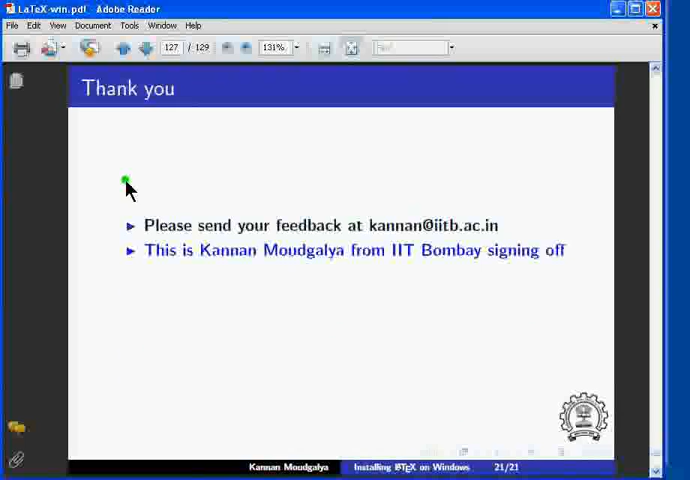 LaTeX-win.pdf - Adobe Reader
File Edit View Document Tools Window Help
127 / 129 131% Find
Thank you
Please send your feedback at kannan@iitb.ac.in
This is Kannan Moudgalya from IIT Bombay signing off
Kannan Moudgalya Installing LATEX on Windows 21/21